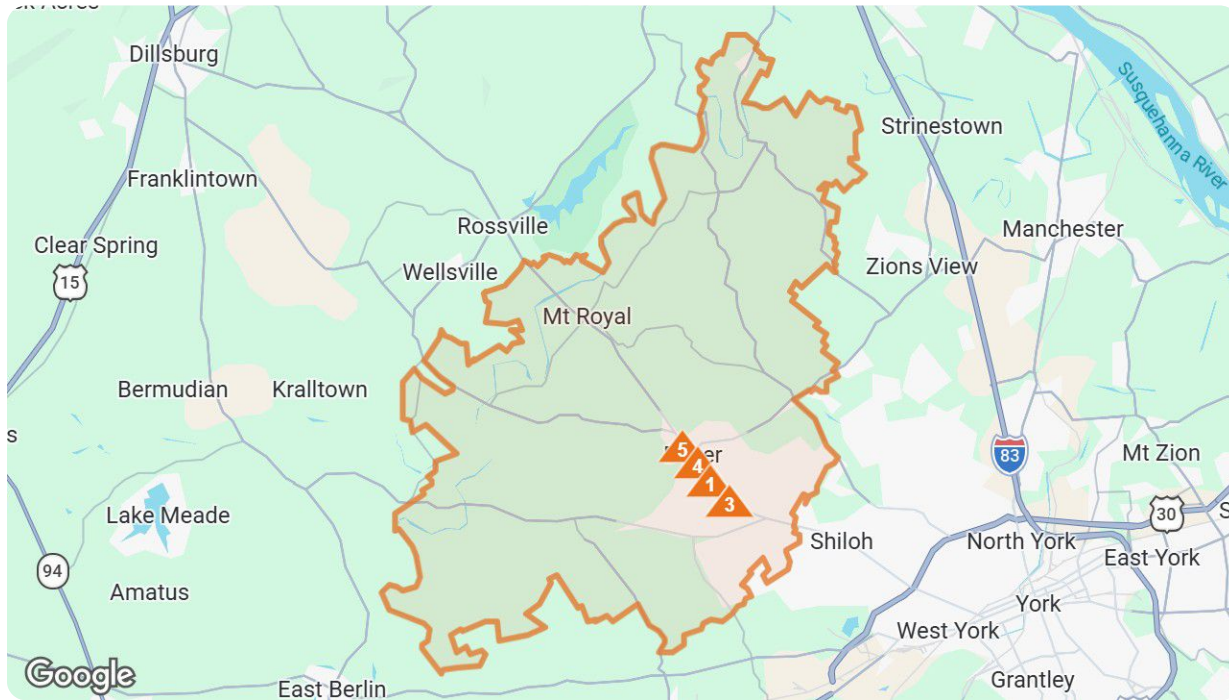 Dillsburg
Susquehanna River
Strinestown
Franklintown
Rossville
Manchester
Clear Spring
Wellsville
Zions View
15
Mt Royal
Bermudian
Kralltown
s
5
er
4
1
3
83
Mt Zion
Lake Meade
30
S
Shiloh
North York
East York
94
Amatus
York
West York
Google
East Berlin
Grantley